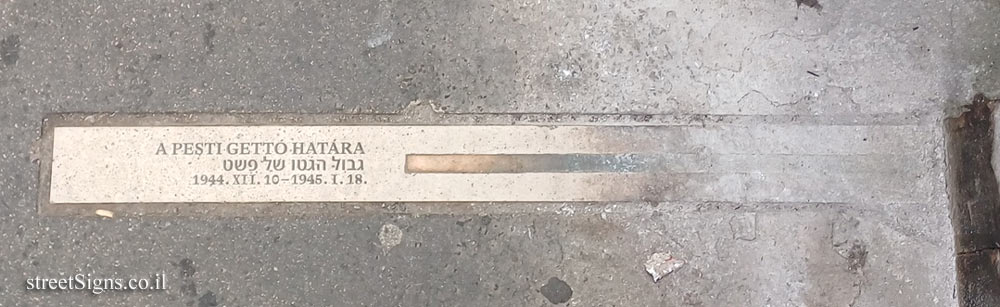 A PESTI GETTÓ HATÁRA
גבול הגטו של פשט
1944. XII. 10–1945. I. 18.
streetSigns.co.il